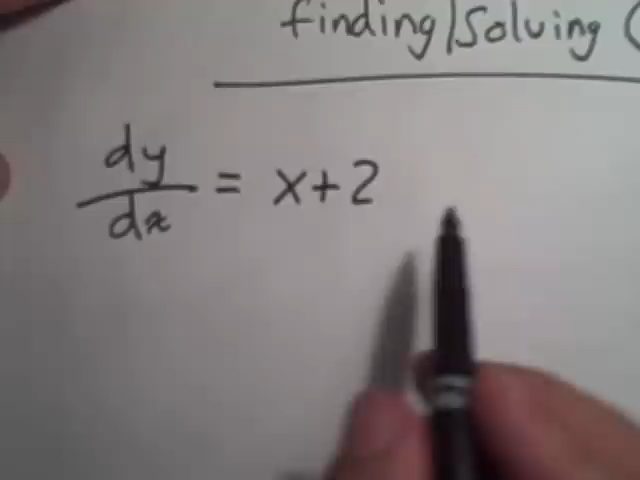 finding/Solving (
dy/dx = x+2